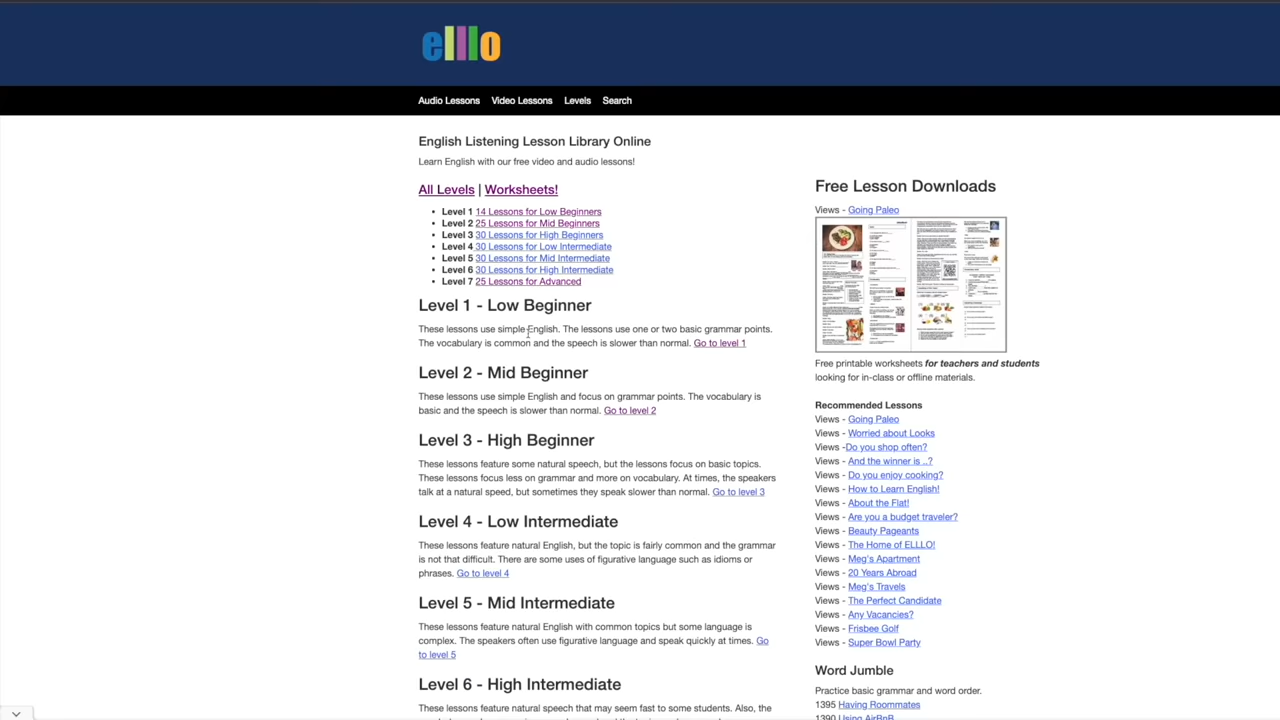 elllo
Audio Lessons Video Lessons Levels Search
English Listening Lesson Library Online
Learn English with our free video and audio lessons!
All Levels | Worksheets!
• Level 1 14 Lessons for Low Beginners
• Level 2 25 Lessons for Mid Beginners
• Level 3 30 Lessons for High Beginners
• Level 4 30 Lessons for Low Intermediate
• Level 5 30 Lessons for Mid Intermediate
• Level 6 30 Lessons for High Intermediate
• Level 7 25 Lessons for Advanced
Level 1 - Low Beginner
These lessons use simple English. The lessons use one or two basic grammar points.
The vocabulary is common and the speech is slower than normal. Go to level 1
Level 2 - Mid Beginner
These lessons use simple English and focus on grammar points. The vocabulary is
basic and the speech is slower than normal. Go to level 2
Level 3 - High Beginner
These lessons feature some natural speech, but the lessons focus on basic topics.
These lessons focus less on grammar and more on vocabulary. At times, the speakers
talk at a natural speed, but sometimes they speak slower than normal. Go to level 3
Level 4 - Low Intermediate
These lessons feature natural English, but the topic is fairly common and the grammar
is not that difficult. There are some uses of figurative language such as idioms or
phrases. Go to level 4
Level 5 - Mid Intermediate
These lessons feature natural English with common topics but some language is
complex. The speakers often use figurative language and speak quickly at times. Go
to level 5
Level 6 - High Intermediate
These lessons feature natural speech that may seem fast to some students. Also, the
Free Lesson Downloads
Views - Going Paleo
Free printable worksheets for teachers and students
looking for in-class or offline materials.
Recommended Lessons
Views - Going Paleo
Views - Worried about Looks
Views -Do you shop often?
Views - And the winner is ..?
Views - Do you enjoy cooking?
Views - How to Learn English!
Views - About the Flat!
Views - Are you a budget traveler?
Views - Beauty Pageants
Views - The Home of ELLLO!
Views - Meg's Apartment
Views - 20 Years Abroad
Views - Meg's Travels
Views - The Perfect Candidate
Views - Any Vacancies?
Views - Frisbee Golf
Views - Super Bowl Party
Word Jumble
Practice basic grammar and word order.
1395 Having Roommates
1390 Using AirBnB